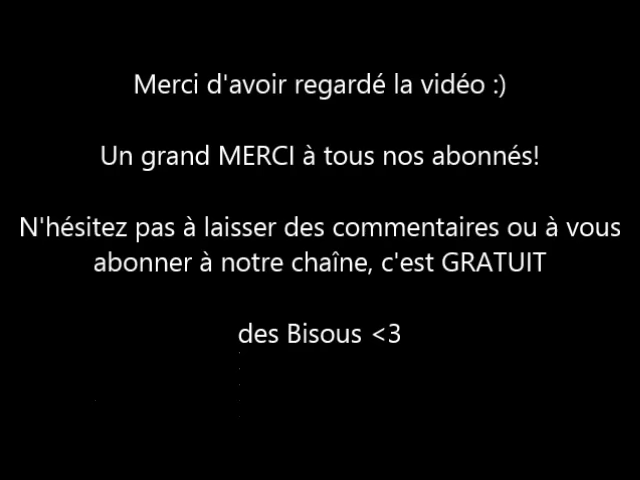 Merci d'avoir regardé la vidéo :)
Un grand MERCI à tous nos abonnés!
N'hésitez pas à laisser des commentaires ou à vous
abonner à notre chaîne, c'est GRATUIT
des Bisous <3